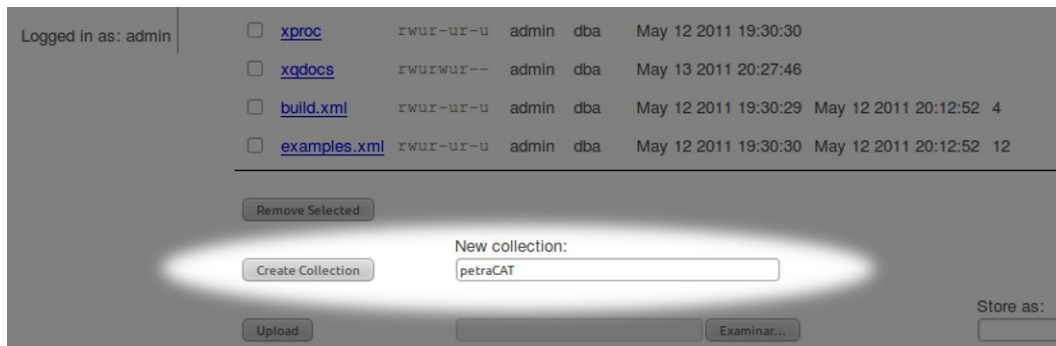 Logged in as: admin
xproc rwur-ur-u admin dba May 12 2011 19:30:30
xqdocs rwurwur-- admin dba May 13 2011 20:27:46
build.xml rwur-ur-u admin dba May 12 2011 19:30:29 May 12 2011 20:12:52 4
examples.xml rwur-ur-u admin dba May 12 2011 19:30:30 May 12 2011 20:12:52 12
Remove Selected
New collection:
Create Collection petraCAT
Store as:
Upload Examinar...